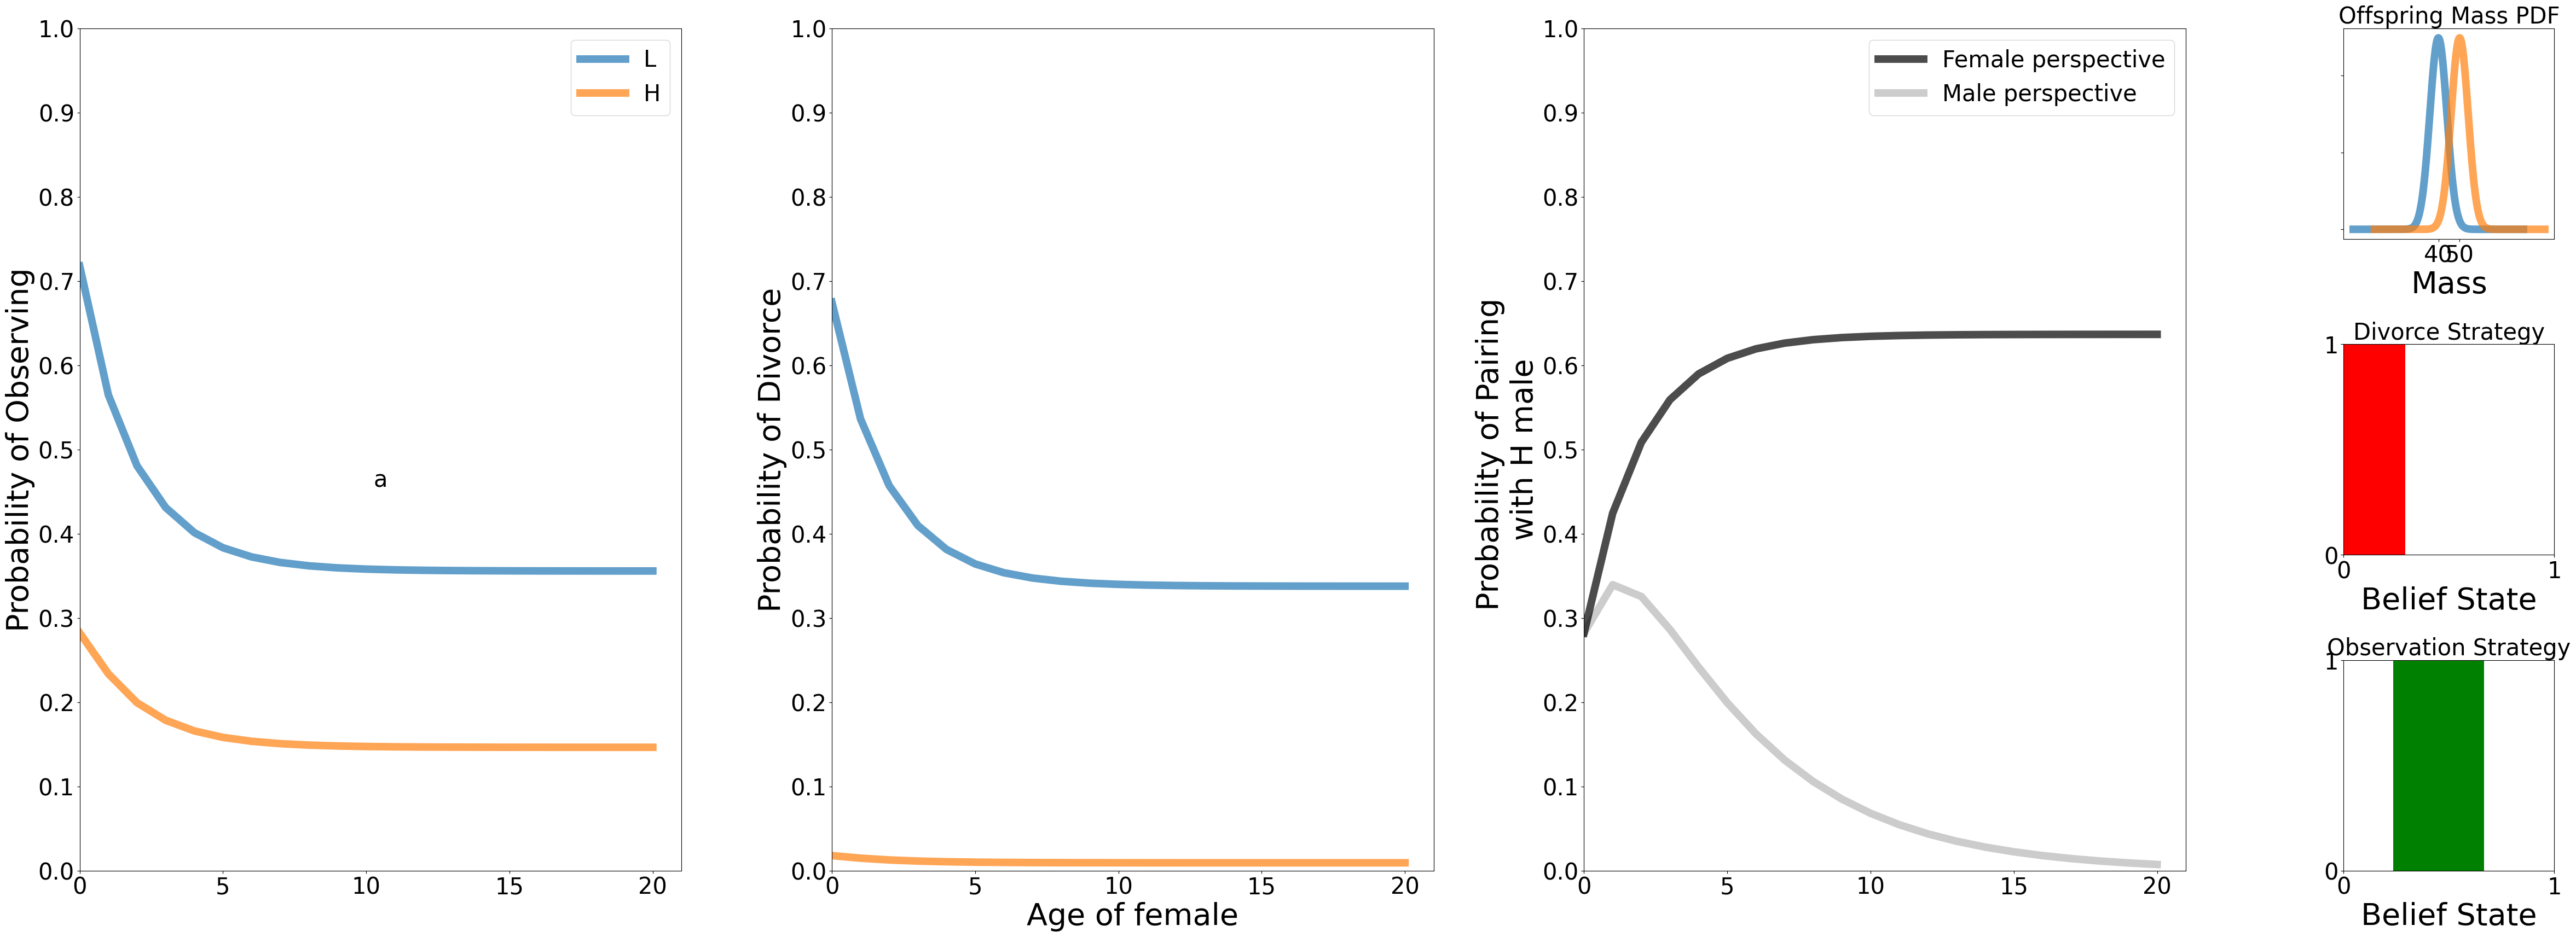 1.0
0.9
0.8
0.7
0.6
0.5
0.4
0.3
0.2
0.1
0.0
0 5 10 15 20
Probability of Observing
L
H
a
1.0
0.9
0.8
0.7
0.6
0.5
0.4
0.3
0.2
0.1
0.0
0 5 10 15 20
Probability of Divorce
Age of female
1.0
0.9
0.8
0.7
0.6
0.5
0.4
0.3
0.2
0.1
0.0
0 5 10 15 20
Probability of Pairing
with H male
Female perspective
Male perspective
Offspring Mass PDF
40 50
Mass
Divorce Strategy
1
0
0 1
Belief State
Observation Strategy
1
0
0 1
Belief State